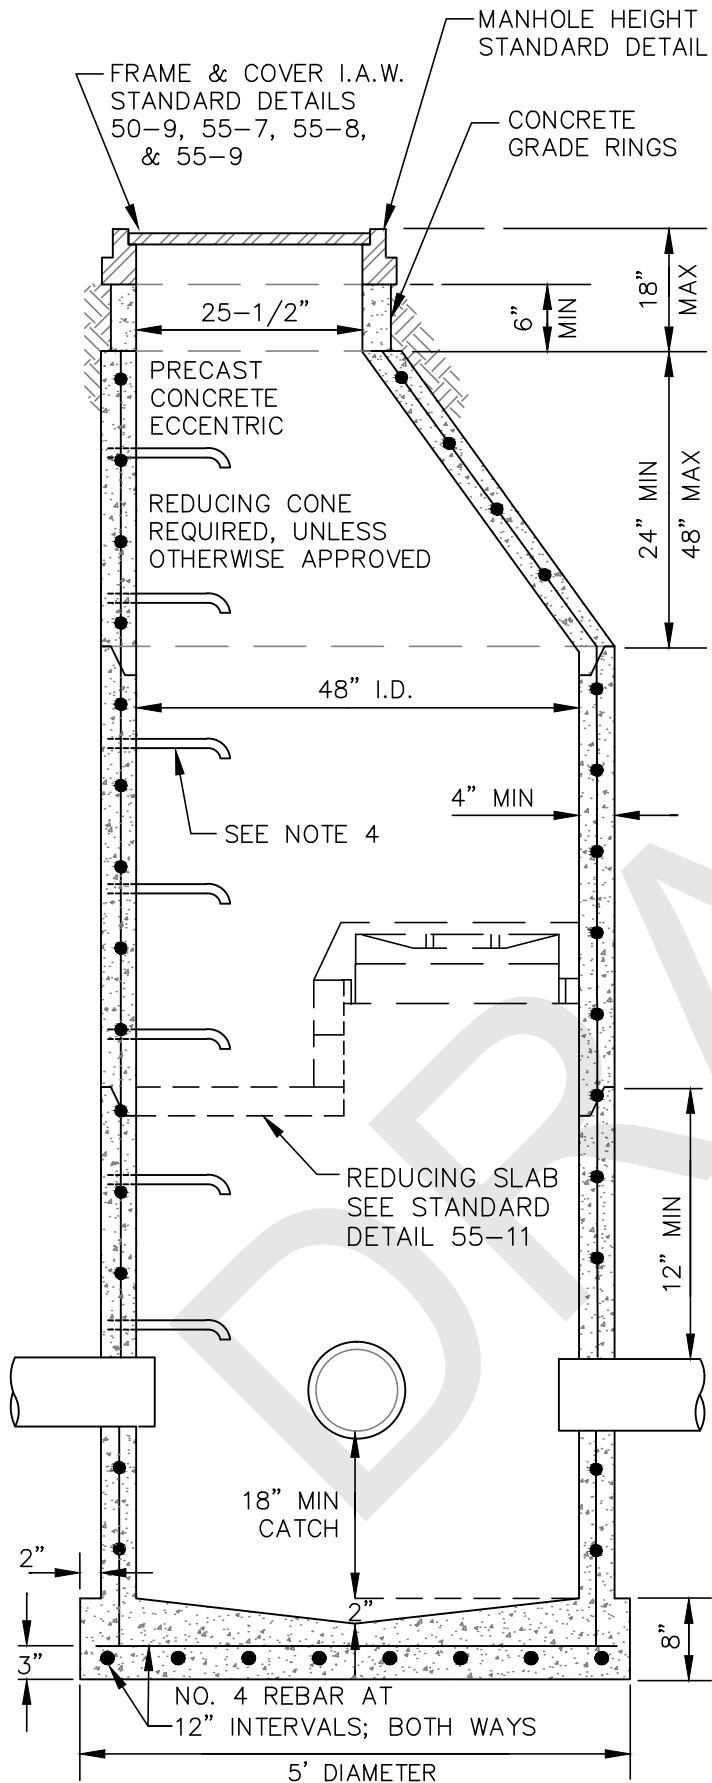 MANHOLE HEIGHT
STANDARD DETAIL
FRAME & COVER I.A.W.
STANDARD DETAILS
50-9, 55-7, 55-8,
& 55-9
CONCRETE
GRADE RINGS
25-1/2"
6"
MIN
18"
MAX
PRECAST
CONCRETE
ECCENTRIC
REDUCING CONE
REQUIRED, UNLESS
OTHERWISE APPROVED
24" MIN
48" MAX
48" I.D.
4" MIN
SEE NOTE 4
REDUCING SLAB
SEE STANDARD
DETAIL 55-11
12" MIN
18" MIN
CATCH
2"
2"
8"
3"
NO. 4 REBAR AT
12" INTERVALS; BOTH WAYS
5' DIAMETER
DRA